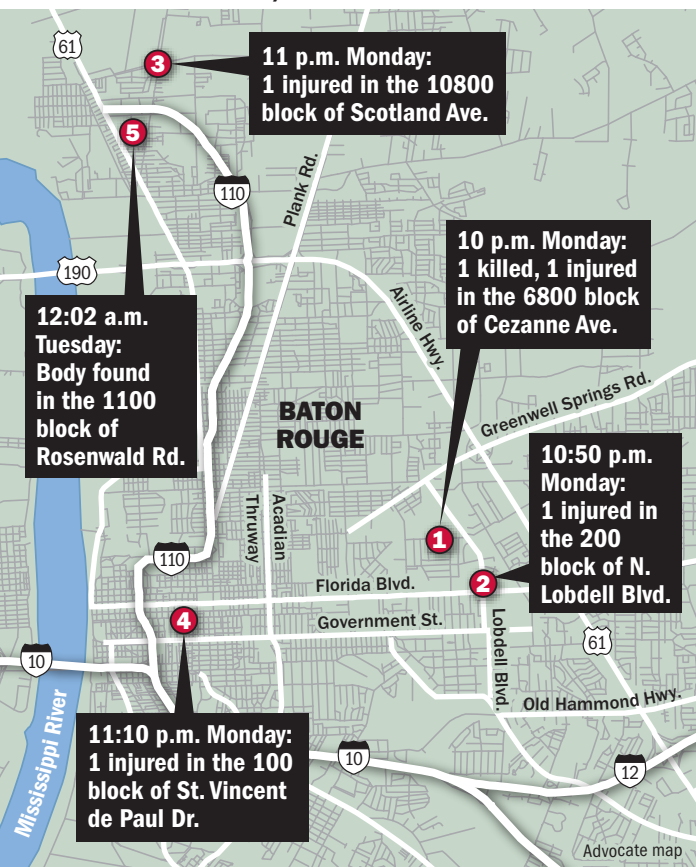 61
3
11 p.m. Monday:
1 injured in the 10800
block of Scotland Ave.
5
110
Plank Rd.
190
10 p.m. Monday:
1 killed, 1 injured
in the 6800 block
of Cezanne Ave.
12:02 a.m.
Tuesday:
Body found
in the 1100
block of
Rosenwald Rd.
Airline Hwy.
BATON
ROUGE
Greenwell Springs Rd.
10:50 p.m.
Monday:
1 injured in
the 200
block of N.
Lobdell Blvd.
Acadian
Thruway
1
110
2
Florida Blvd.
4
Government St.
Lobdell Blvd.
61
10
Old Hammond Hwy.
Mississippi River
11:10 p.m. Monday:
1 injured in the 100
block of St. Vincent
de Paul Dr.
10
12
Advocate map